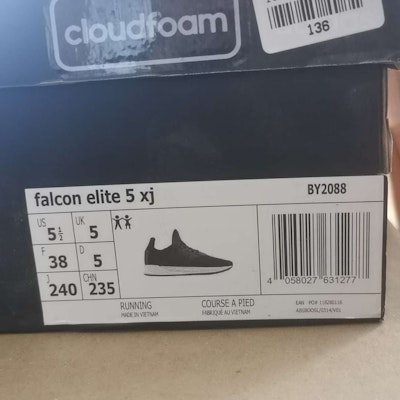 cloudfoam
136
falcon elite 5 xj
BY2088
US 5½ UK 5
F 38 D 5
J 240 CHN 235
4 058027 631277
RUNNING
MADE IN VIETNAM
COURSE A PIED
FABRIQUÉ AU VIETNAM